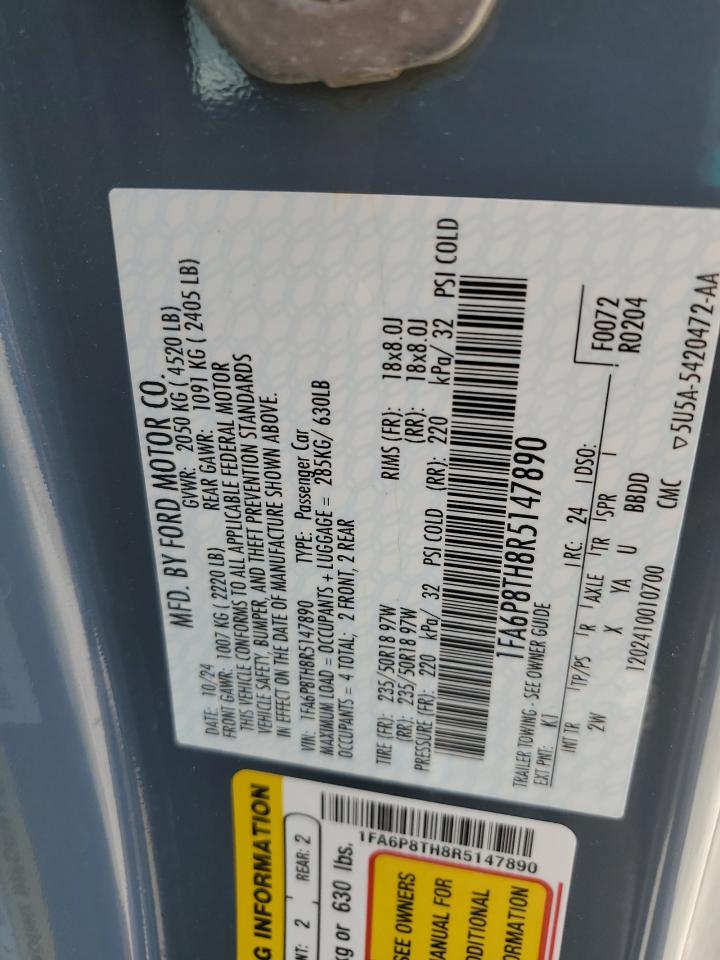 MFD. BY FORD MOTOR CO.
DATE: 10/24 GVWR: 2050 KG ( 4520 LB)
FRONT GAWR: 1007 KG ( 2220 LB) REAR GAWR: 1091 KG ( 2405 LB)
THIS VEHICLE CONFORMS TO ALL APPLICABLE FEDERAL MOTOR
VEHICLE SAFETY, BUMPER, AND THEFT PREVENTION STANDARDS
IN EFFECT ON THE DATE OF MANUFACTURE SHOWN ABOVE.
VIN: 1FA6P8TH8R5147890 TYPE: Passenger Car
MAXIMUM LOAD = OCCUPANTS + LUGGAGE = 285KG/ 630LB
OCCUPANTS = 4 TOTAL; 2 FRONT, 2 REAR
TIRE (FR): 235/50R18 97W RIMS (FR): 18x8.0J
(RR): 235/50R18 97W (RR): 18x8.0J
PRESSURE (FR): 220 kPa/ 32 PSI COLD (RR): 220 kPa/ 32 PSI COLD
1FA6P8TH8R5147890
TRAILER TOWING - SEE OWNER GUIDE
EXT PNT: K1 RC: 24 DSO: F0072
R0204
INT TR TP/PS R AXLE TR SPR
2W X YA U BBDD
1202410010700 CMC 5U5A-5420472-AA
G INFORMATION
NT: 2 REAR: 2
kg or 630 lbs.
1FA6P8TH8R5147890
SEE OWNERS
MANUAL FOR
DDITIONAL
ORMATION